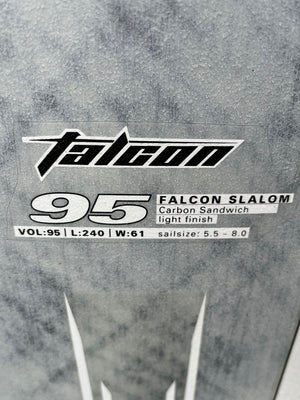 falcon
95 FALCON SLALOM
Carbon Sandwich
light finish
VOL:95 | L:240 | W:61 sailsize: 5.5 - 8.0